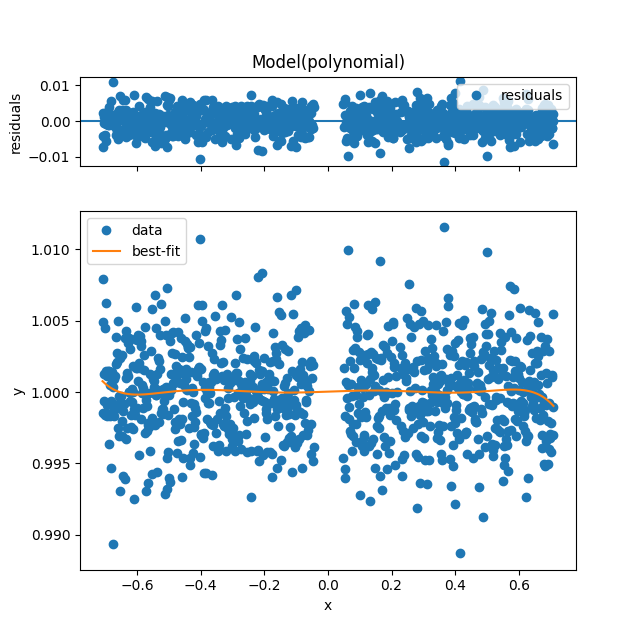 Model(polynomial)
0.01
0.00
−0.01
residuals
residuals
data
best-fit
1.010
1.005
1.000
0.995
0.990
y
−0.6 −0.4 −0.2 0.0 0.2 0.4 0.6
x